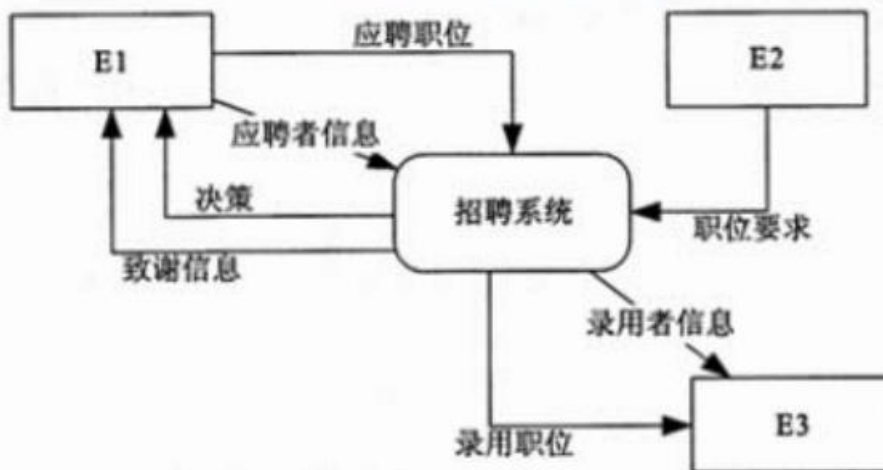 应聘职位
E1
E2
应聘者信息
决策
招聘系统
职位要求
致谢信息
录用者信息
E3
录用职位